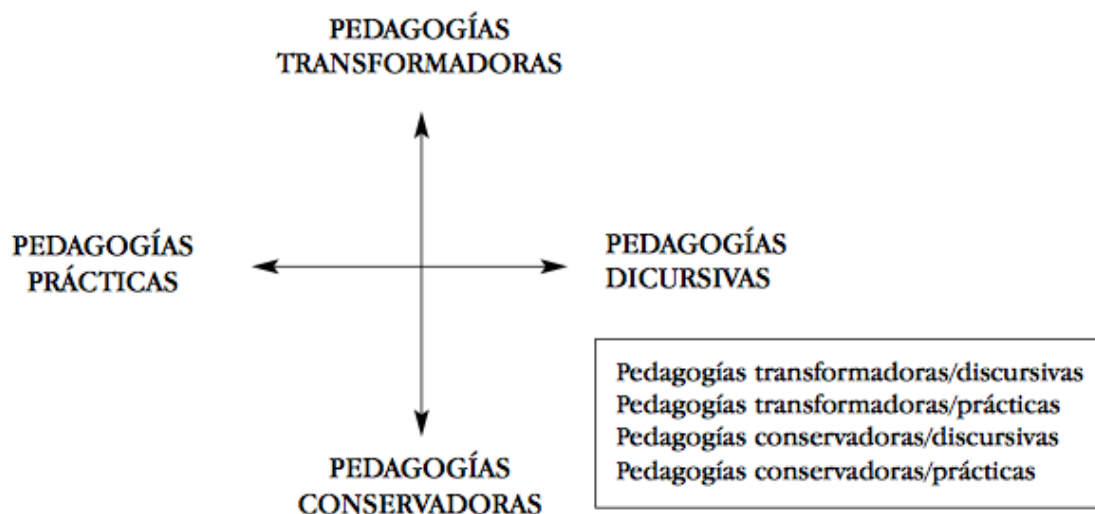 PEDAGOGÍAS
TRANSFORMADORAS
PEDAGOGÍAS
PRÁCTICAS
PEDAGOGÍAS
DICURSIVAS
Pedagogías transformadoras/discursivas
Pedagogías transformadoras/prácticas
Pedagogías conservadoras/discursivas
Pedagogías conservadoras/prácticas
PEDAGOGÍAS
CONSERVADORAS